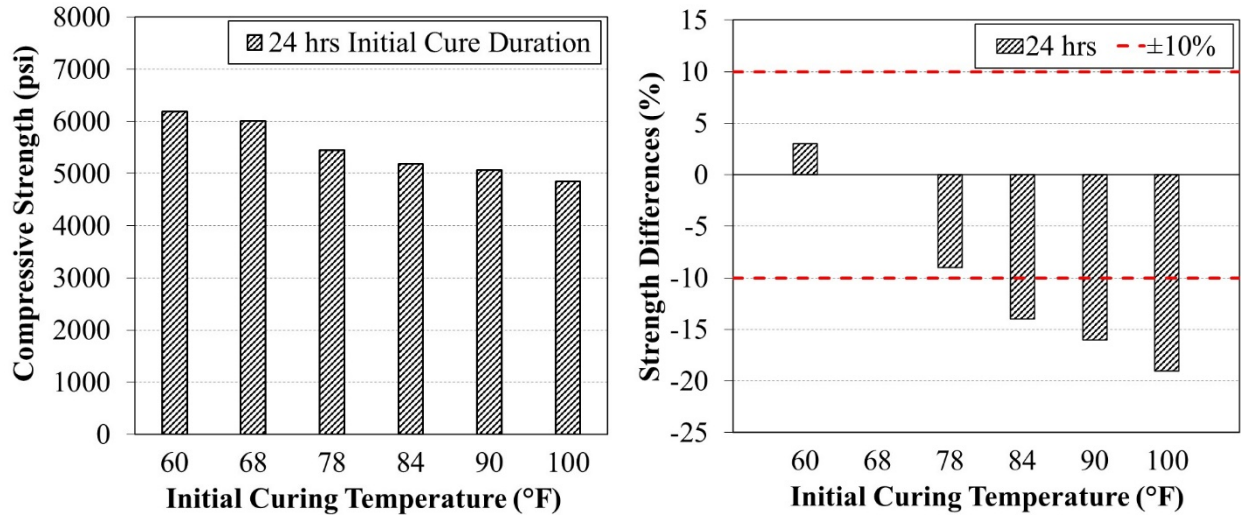 8000
7000
6000
5000
4000
3000
2000
1000
0
Compressive Strength (psi)
24 hrs Initial Cure Duration
60 68 78 84 90 100
Initial Curing Temperature (°F)
15
10
5
0
-5
-10
-15
-20
-25
Strength Differences (%)
24 hrs ±10%
60 68 78 84 90 100
Initial Curing Temperature (°F)